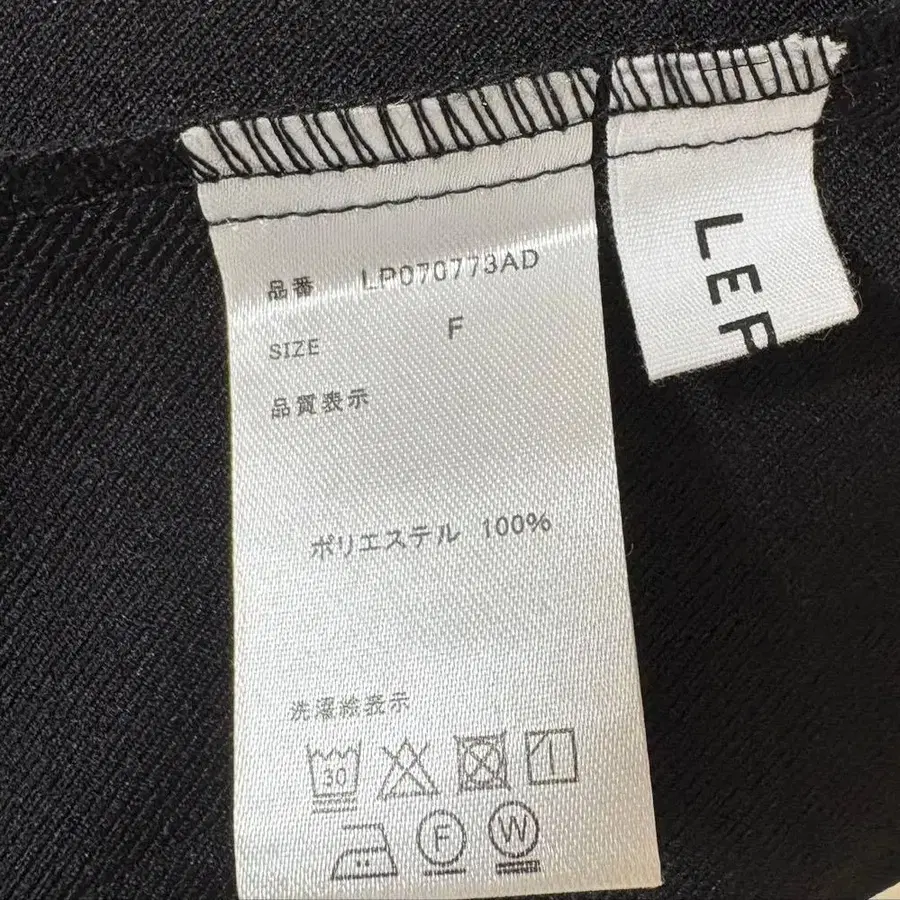 品番 LP070773AD
SIZE F
品質表示
ポリエステル 100%
洗濯絵表示
30
F W
LEP